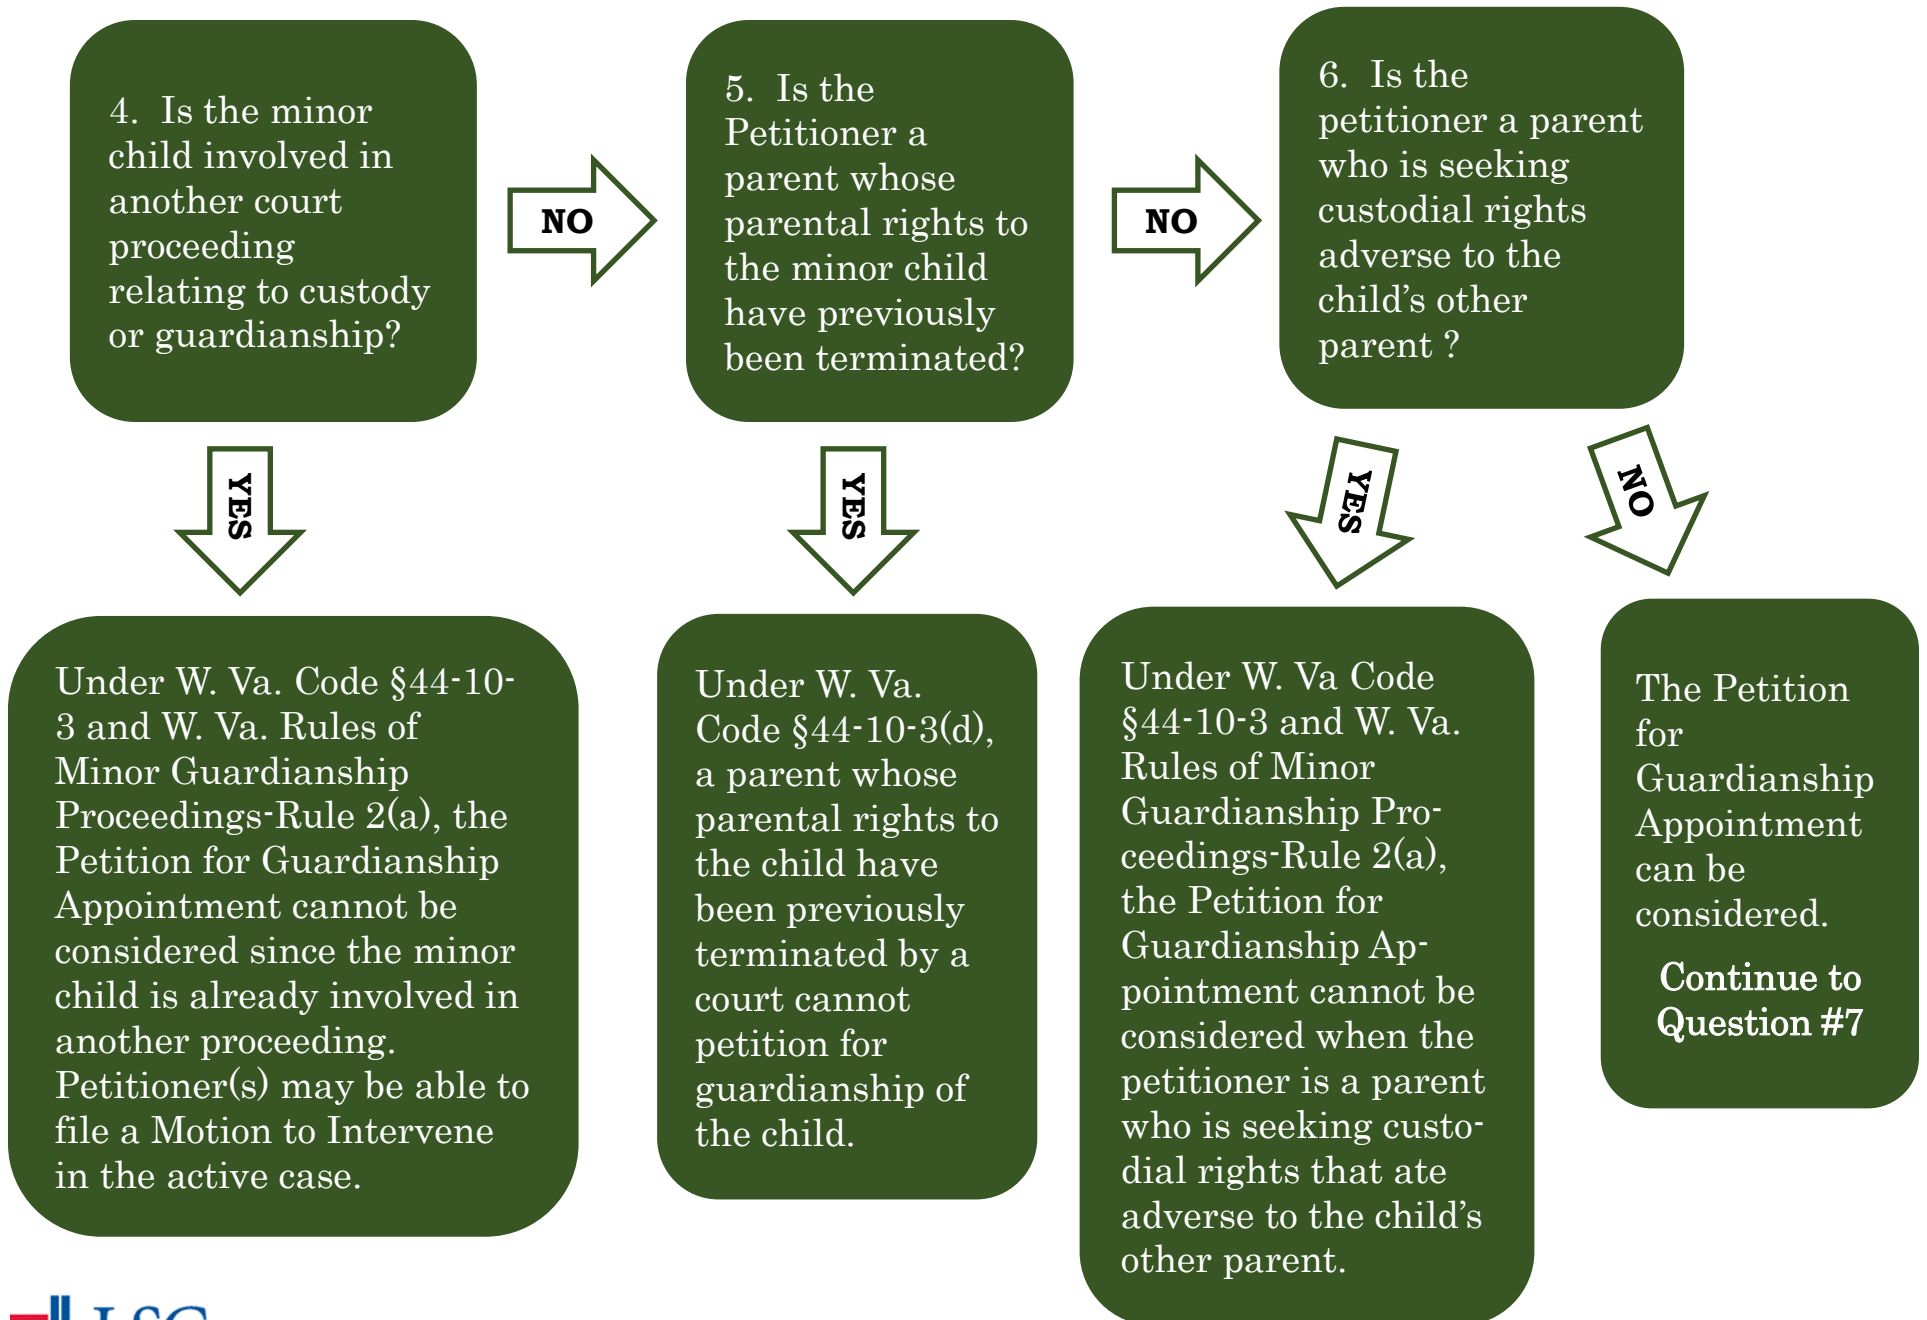 4.  Is the minor
child involved in
another court
proceeding
relating to custody
or guardianship?
NO
5.  Is the
Petitioner a
parent whose
parental rights to
the minor child
have previously
been terminated?
NO
6.  Is the
petitioner a parent
who is seeking
custodial rights
adverse to the
child’s other
parent ?
YES
YES
YES
NO
Under W. Va. Code §44-10-
3 and W. Va. Rules of
Minor Guardianship
Proceedings-Rule 2(a), the
Petition for Guardianship
Appointment cannot be
considered since the minor
child is already involved in
another proceeding.
Petitioner(s) may be able to
file a Motion to Intervene
in the active case.
Under W. Va.
Code §44-10-3(d),
a parent whose
parental rights to
the child have
been previously
terminated by a
court cannot
petition for
guardianship of
the child.
Under W. Va Code
§44-10-3 and W. Va.
Rules of Minor
Guardianship Pro-
ceedings-Rule 2(a),
the Petition for
Guardianship Ap-
pointment cannot be
considered when the
petitioner is a parent
who is seeking custo-
dial rights that ate
adverse to the child’s
other parent.
The Petition
for
Guardianship
Appointment
can be
considered.
Continue to
Question #7